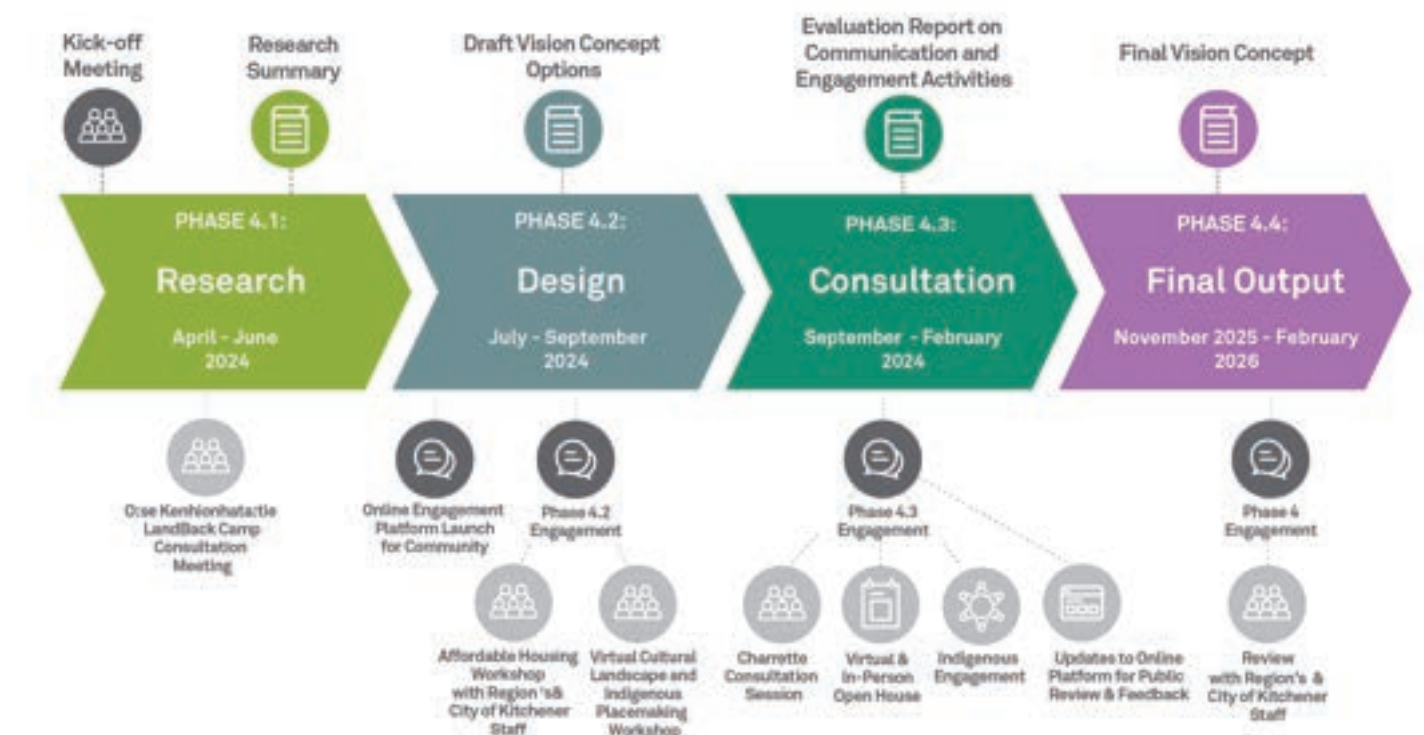 Kick-off
Meeting
Research
Summary
Draft Vision Concept
Options
Evaluation Report on
Communication and
Engagement Activities
Final Vision Concept
PHASE 4.1:
Research
April - June
2024
PHASE 4.2:
Design
July - September
2024
PHASE 4.3:
Consultation
September - February
2024
PHASE 4.4:
Final Output
November 2025 - February
2026
O:se Kenhionhata:tie
LandBack Camp
Consultation
Meeting
Online Engagement
Platform Launch
for Community
Phase 4.2
Engagement
Phase 4.3
Engagement
Phase 4
Engagement
Affordable Housing
Workshop
with Region 's&
City of Kitchener
Staff
Virtual Cultural
Landscape and
Indigenous
Placemaking
Workshop
Charrette
Consultation
Session
Virtual &
In-Person
Open House
Indigenous
Engagement
Updates to Online
Platform for Public
Review & Feedback
Review
with Region's &
City of Kitchener
Staff